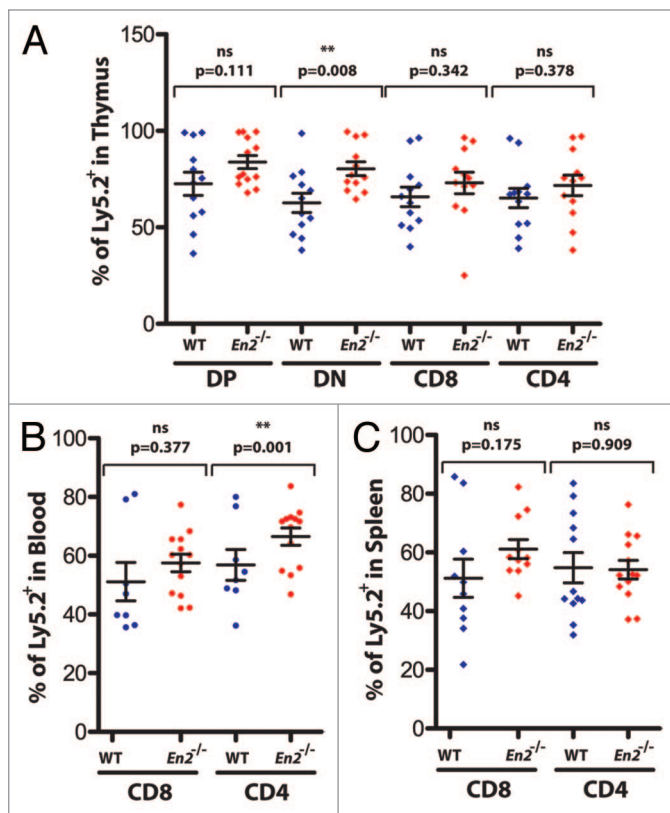 A
ns ** ns ns
p=0.111 p=0.008 p=0.342 p=0.378
% of Ly5.2+ in Thymus
150
100
50
0
WT En2-/- WT En2-/- WT En2-/- WT En2-/-
DP DN CD8 CD4
B
ns **
p=0.377 p=0.001
% of Ly5.2+ in Blood
100
80
60
40
20
0
WT En2-/- WT En2-/-
CD8 CD4
C
ns ns
p=0.175 p=0.909
% of Ly5.2+ in Spleen
100
80
60
40
20
0
WT En2-/- WT En2-/-
CD8 CD4